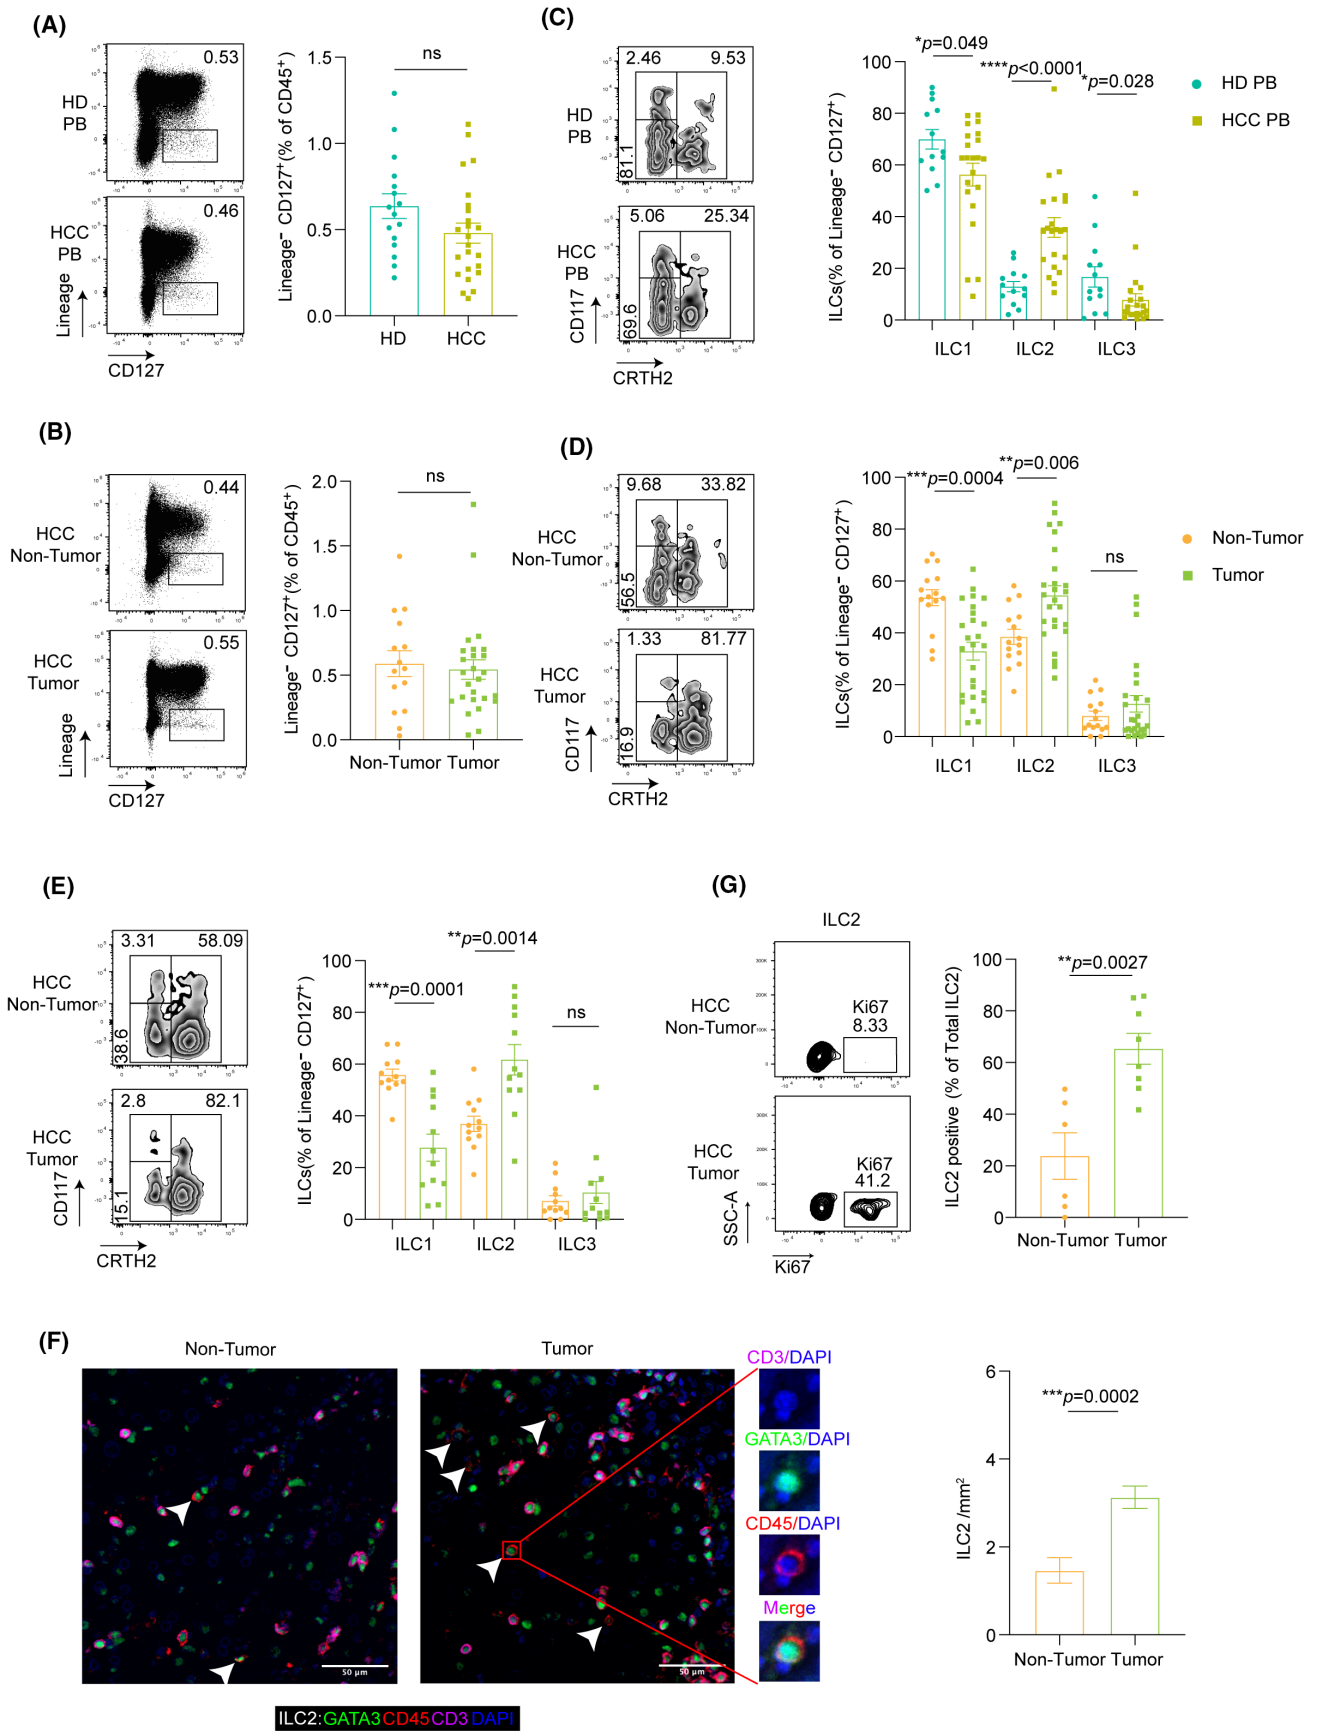 (A)
0.53
HD
PB
0.46
HCC
PB
Lineage
CD127
Lineage⁻ CD127⁺(% of CD45⁺)
1.5
1.0
0.5
0.0
ns
HD HCC
(C)
2.46 9.53
81.1
HD
PB
5.06 25.34
69.6
HCC
PB
CD117
CRTH2
ILCs(% of Lineage⁻ CD127⁺)
100
80
60
40
20
0
*p=0.049
****p<0.0001
*p=0.028
ILC1 ILC2 ILC3
HD PB
HCC PB
(B)
0.44
HCC
Non-Tumor
0.55
HCC
Tumor
Lineage
CD127
Lineage⁻ CD127⁺(% of CD45⁺)
2.0
1.5
1.0
0.5
0.0
ns
Non-Tumor Tumor
(D)
9.68 33.82
56.5
HCC
Non-Tumor
1.33 81.77
16.9
HCC
Tumor
CD117
CRTH2
ILCs(% of Lineage⁻ CD127⁺)
100
80
60
40
20
0
***p=0.0004
**p=0.006
ns
ILC1 ILC2 ILC3
Non-Tumor
Tumor
(E)
3.31 58.09
38.6
HCC
Non-Tumor
2.8 82.1
15.1
HCC
Tumor
CD117
CRTH2
ILCs(% of Lineage⁻ CD127⁺)
100
80
60
40
20
0
***p=0.0001
**p=0.0014
ns
ILC1 ILC2 ILC3
(G)
ILC2
HCC
Non-Tumor
Ki67
8.33
300K
200K
100K
0
HCC
Tumor
Ki67
41.2
300K
200K
100K
0
SSC-A
Ki67
ILC2 positive (% of Total ILC2)
100
80
60
40
20
0
**p=0.0027
Non-Tumor Tumor
(F)
Non-Tumor
Tumor
50 μm
50 μm
CD3/DAPI
GATA3/DAPI
CD45/DAPI
Merge
ILC2:GATA3 CD45 CD3 DAPI
ILC2 /mm²
6
4
2
0
***p=0.0002
Non-Tumor Tumor